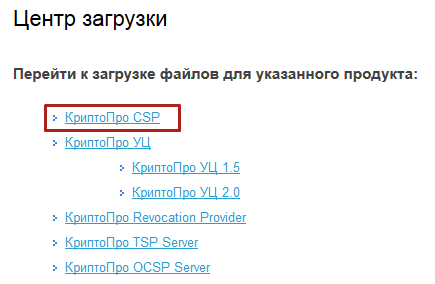 Центр загрузки
Перейти к загрузке файлов для указанного продукта:
КриптоПро CSP
КриптоПро УЦ
КриптоПро УЦ 1.5
КриптоПро УЦ 2.0
КриптоПро Revocation Provider
КриптоПро TSP Server
КриптоПро OCSP Server